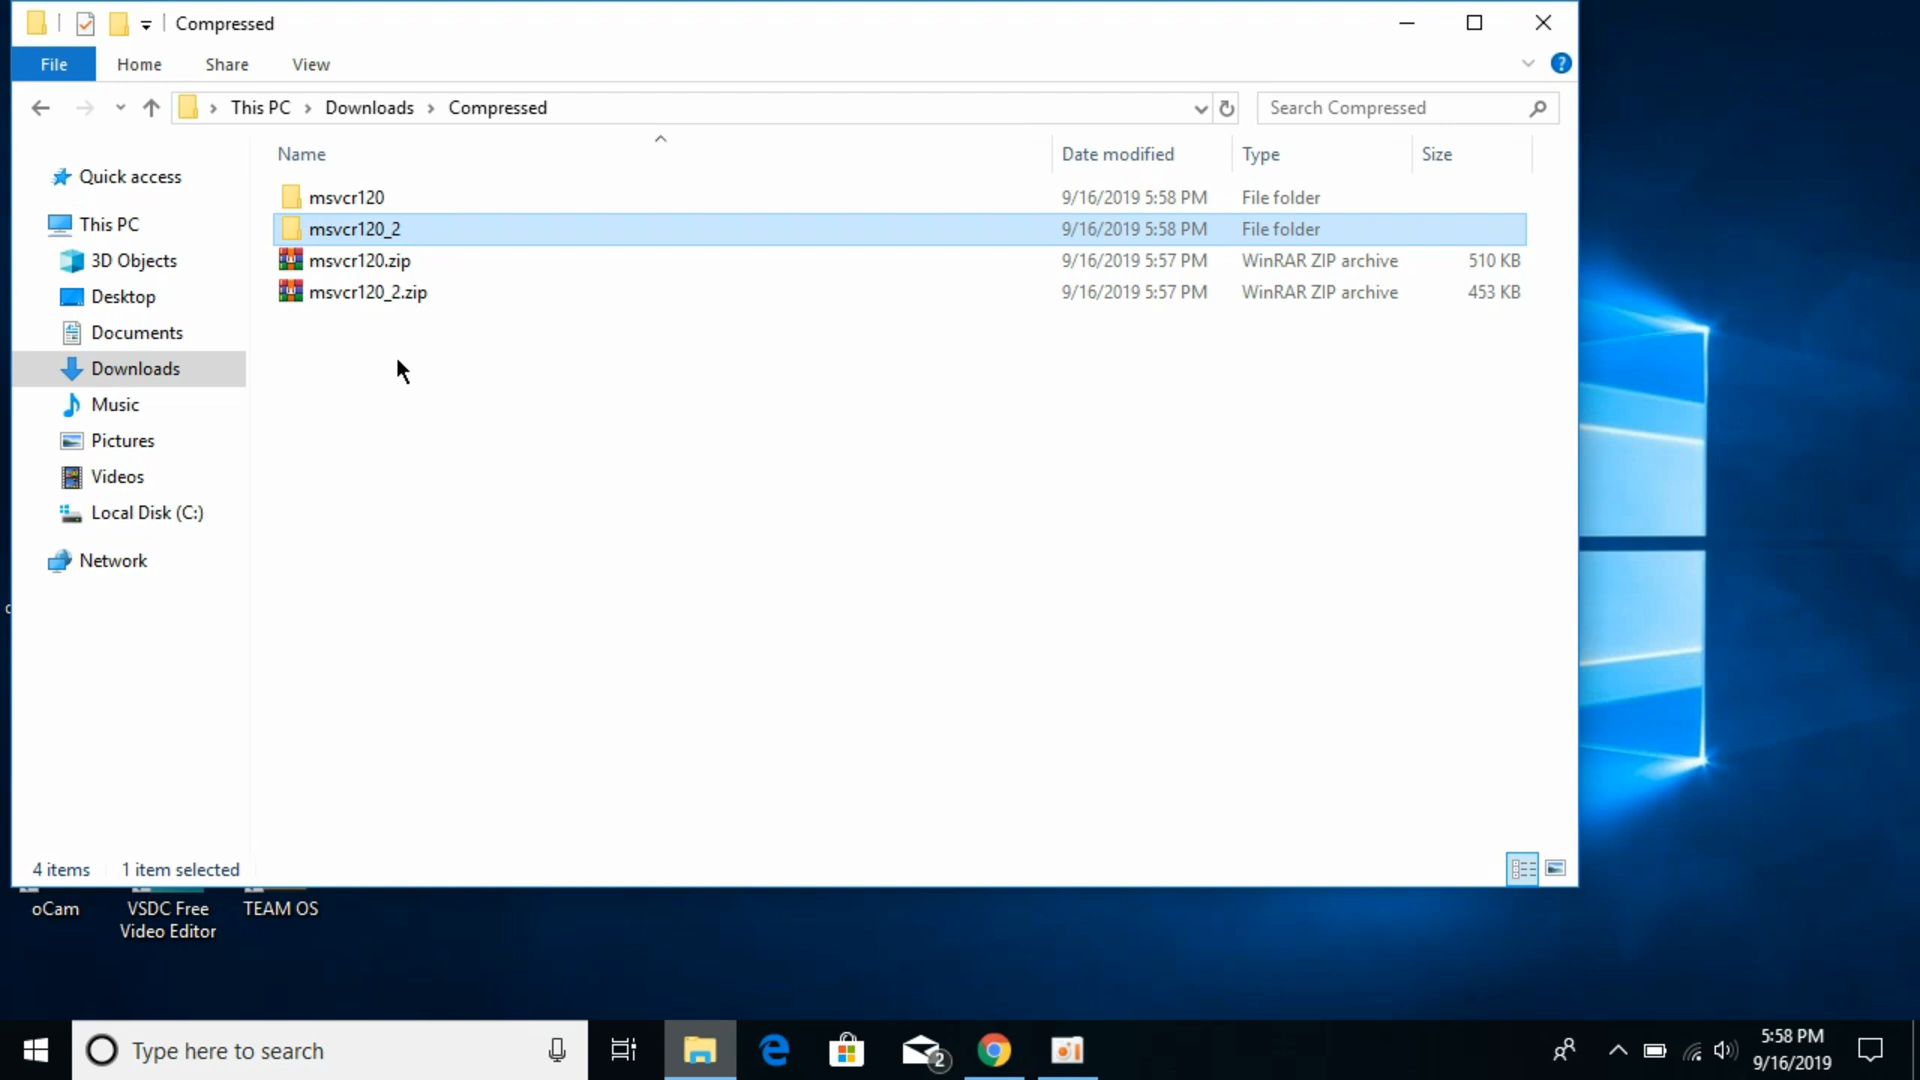 Compressed
File Home Share View
This PC Downloads Compressed
Search Compressed
Name Date modified Type Size
msvcr120 9/16/2019 5:58 PM File folder
msvcr120_2 9/16/2019 5:58 PM File folder
msvcr120.zip 9/16/2019 5:57 PM WinRAR ZIP archive 510 KB
msvcr120_2.zip 9/16/2019 5:57 PM WinRAR ZIP archive 453 KB
Quick access
This PC
3D Objects
Desktop
Documents
Downloads
Music
Pictures
Videos
Local Disk (C:)
Network
4 items 1 item selected
oCam VSDC Free TEAM OS
Video Editor
Type here to search
2
5:58 PM
9/16/2019